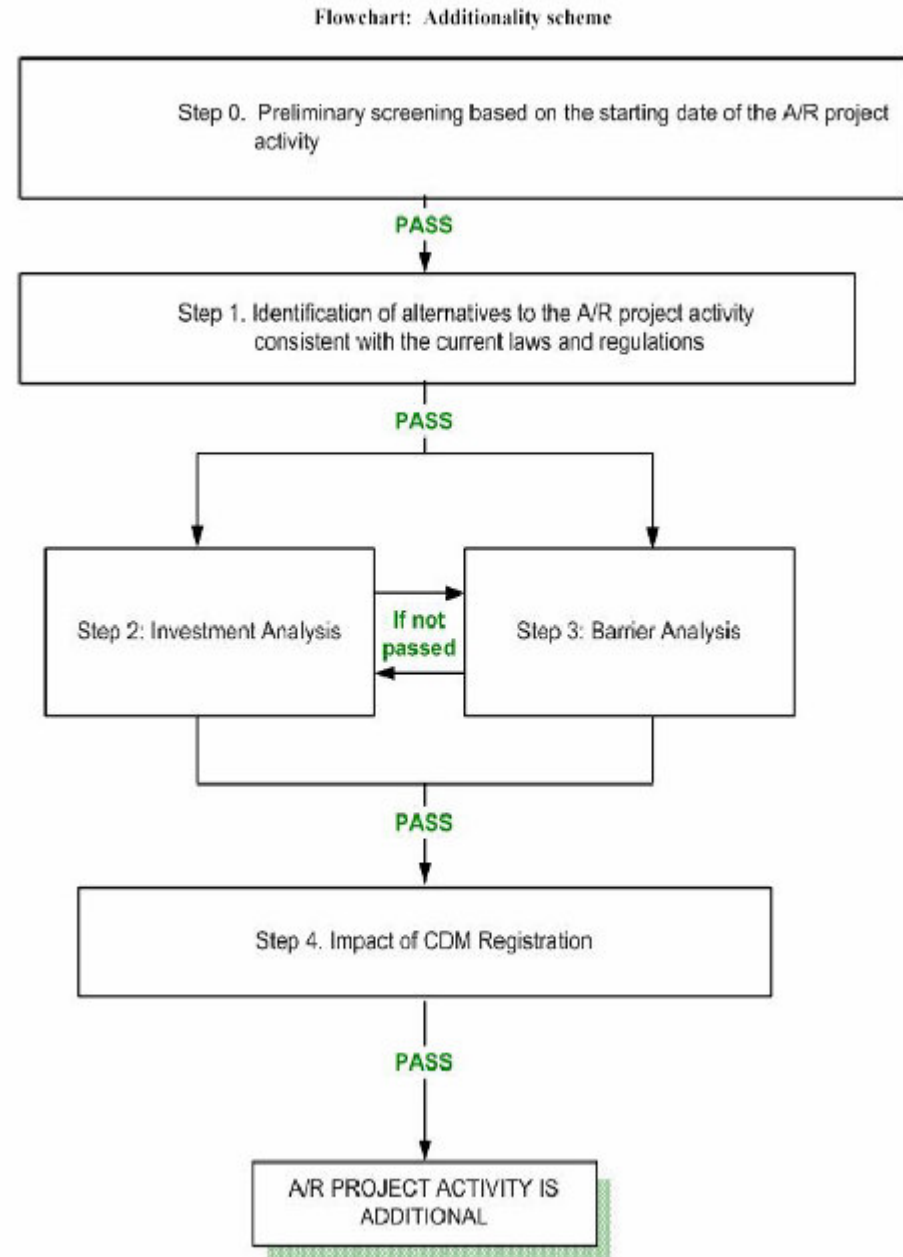 Flowchart: Additionality scheme
Step 0. Preliminary screening based on the starting date of the A/R project
activity
PASS
Step 1. Identification of alternatives to the A/R project activity
consistent with the current laws and regulations
PASS
Step 2: Investment Analysis
If not
passed
Step 3: Barrier Analysis
PASS
Step 4. Impact of CDM Registration
PASS
A/R PROJECT ACTIVITY IS
ADDITIONAL